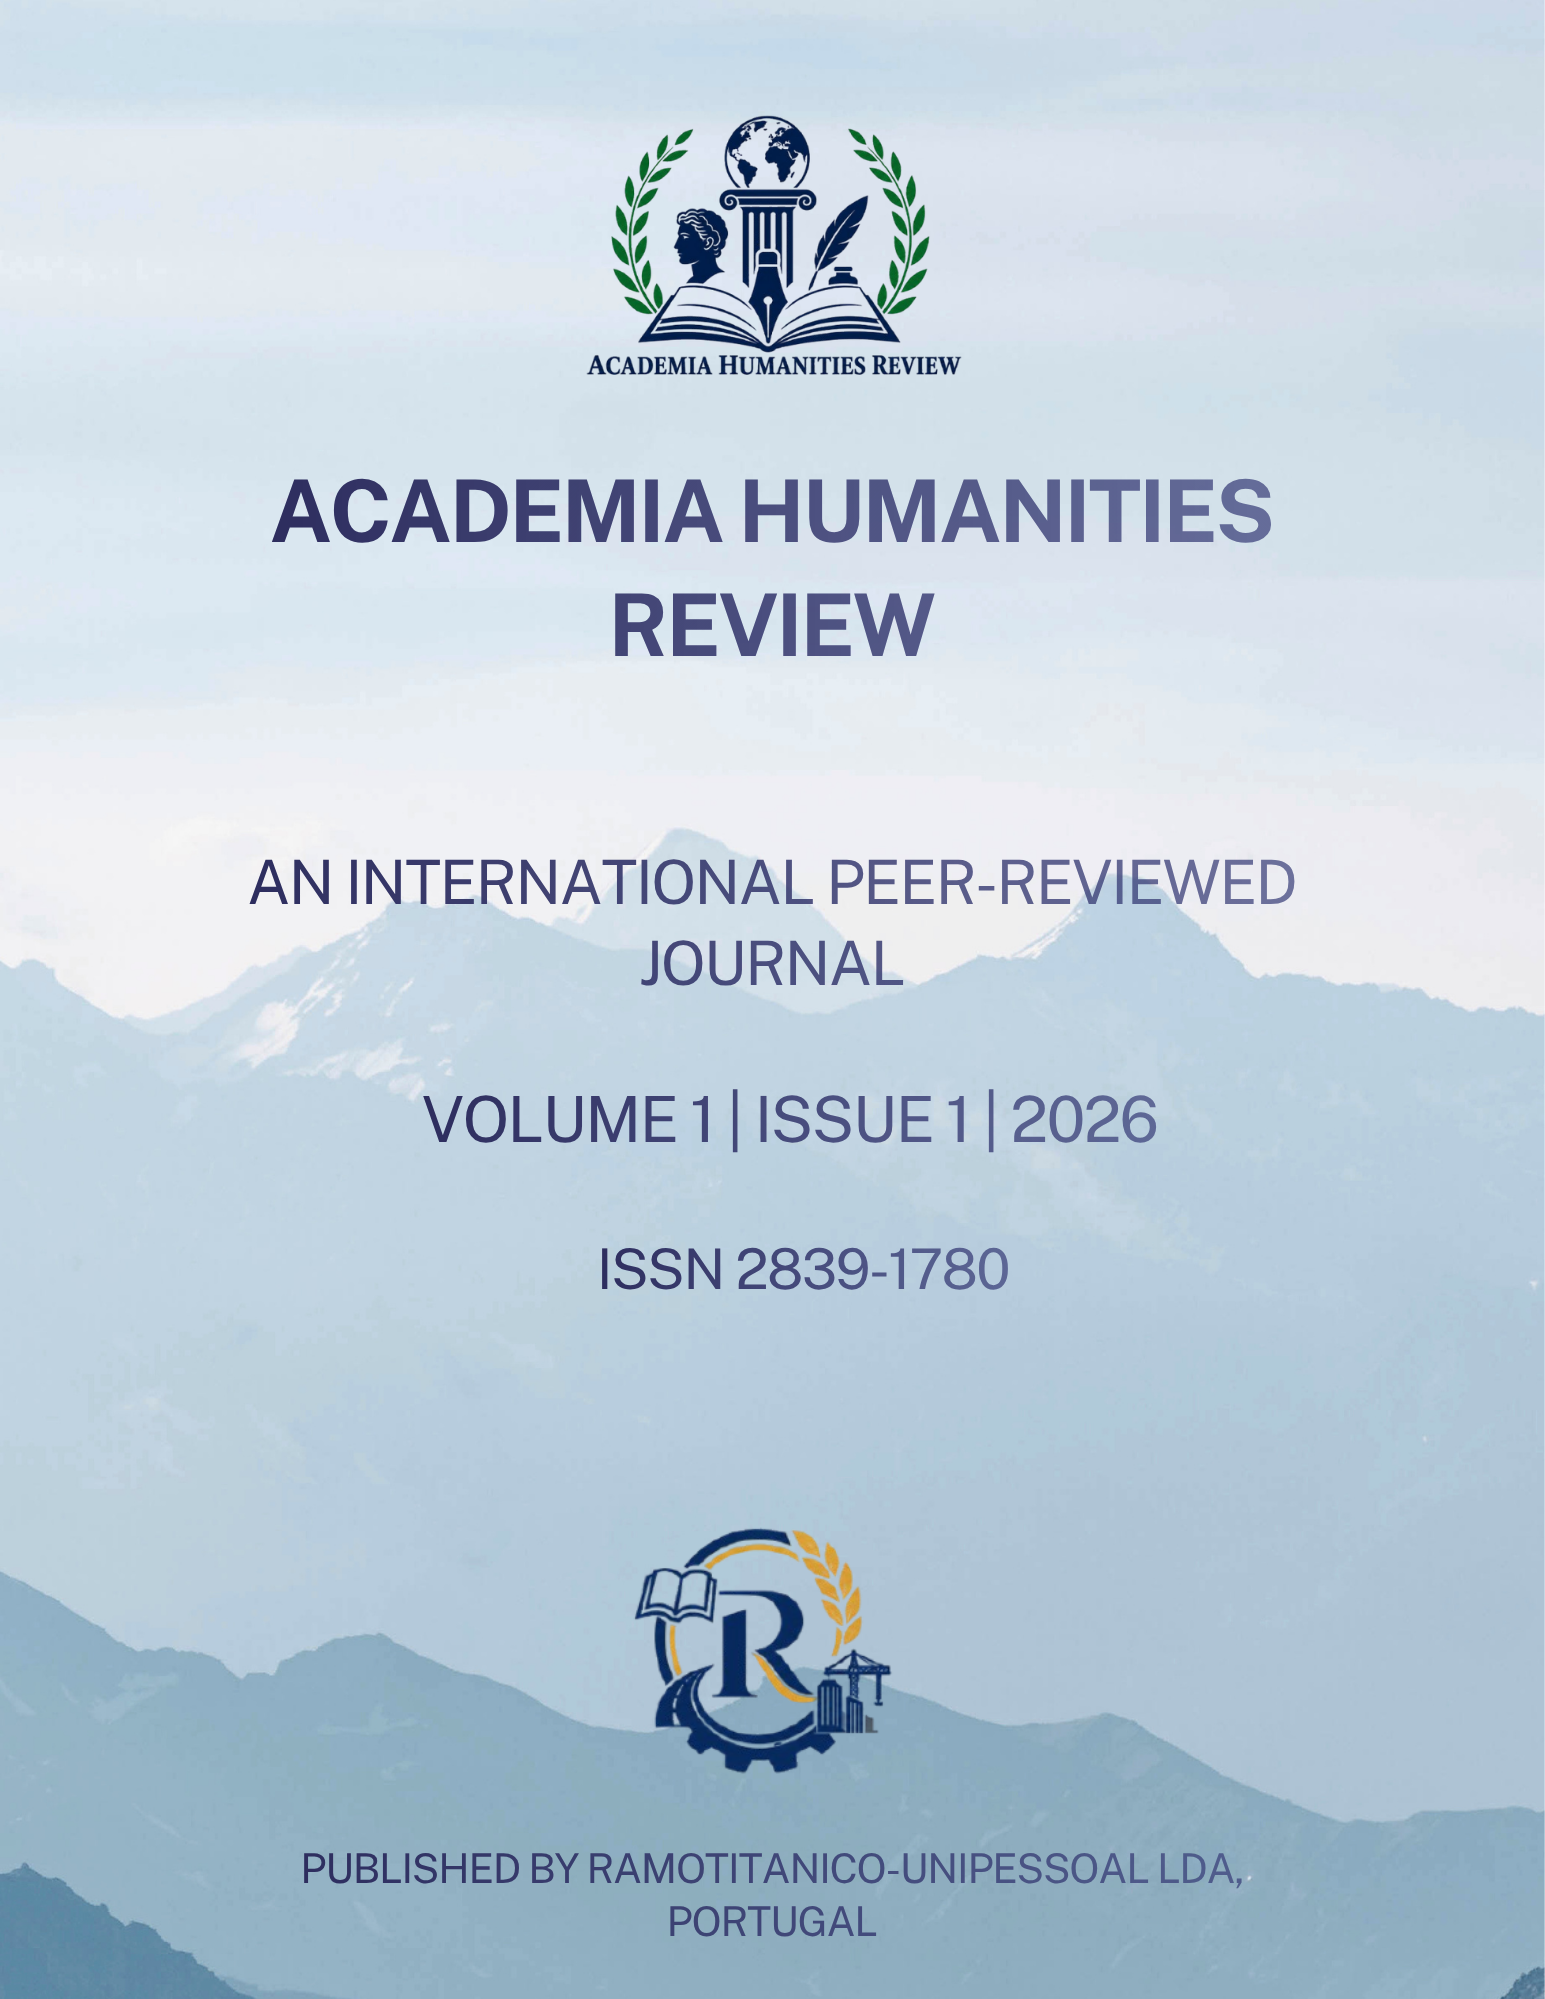 ACADEMIA HUMANITIES REVIEW
ACADEMIA HUMANITIES
REVIEW
AN INTERNATIONAL PEER-REVIEWED
JOURNAL
VOLUME 1 | ISSUE 1 | 2026
ISSN 2839-1780
R
PUBLISHED BY RAMOTITANICO-UNIPESSOAL LDA,
PORTUGAL